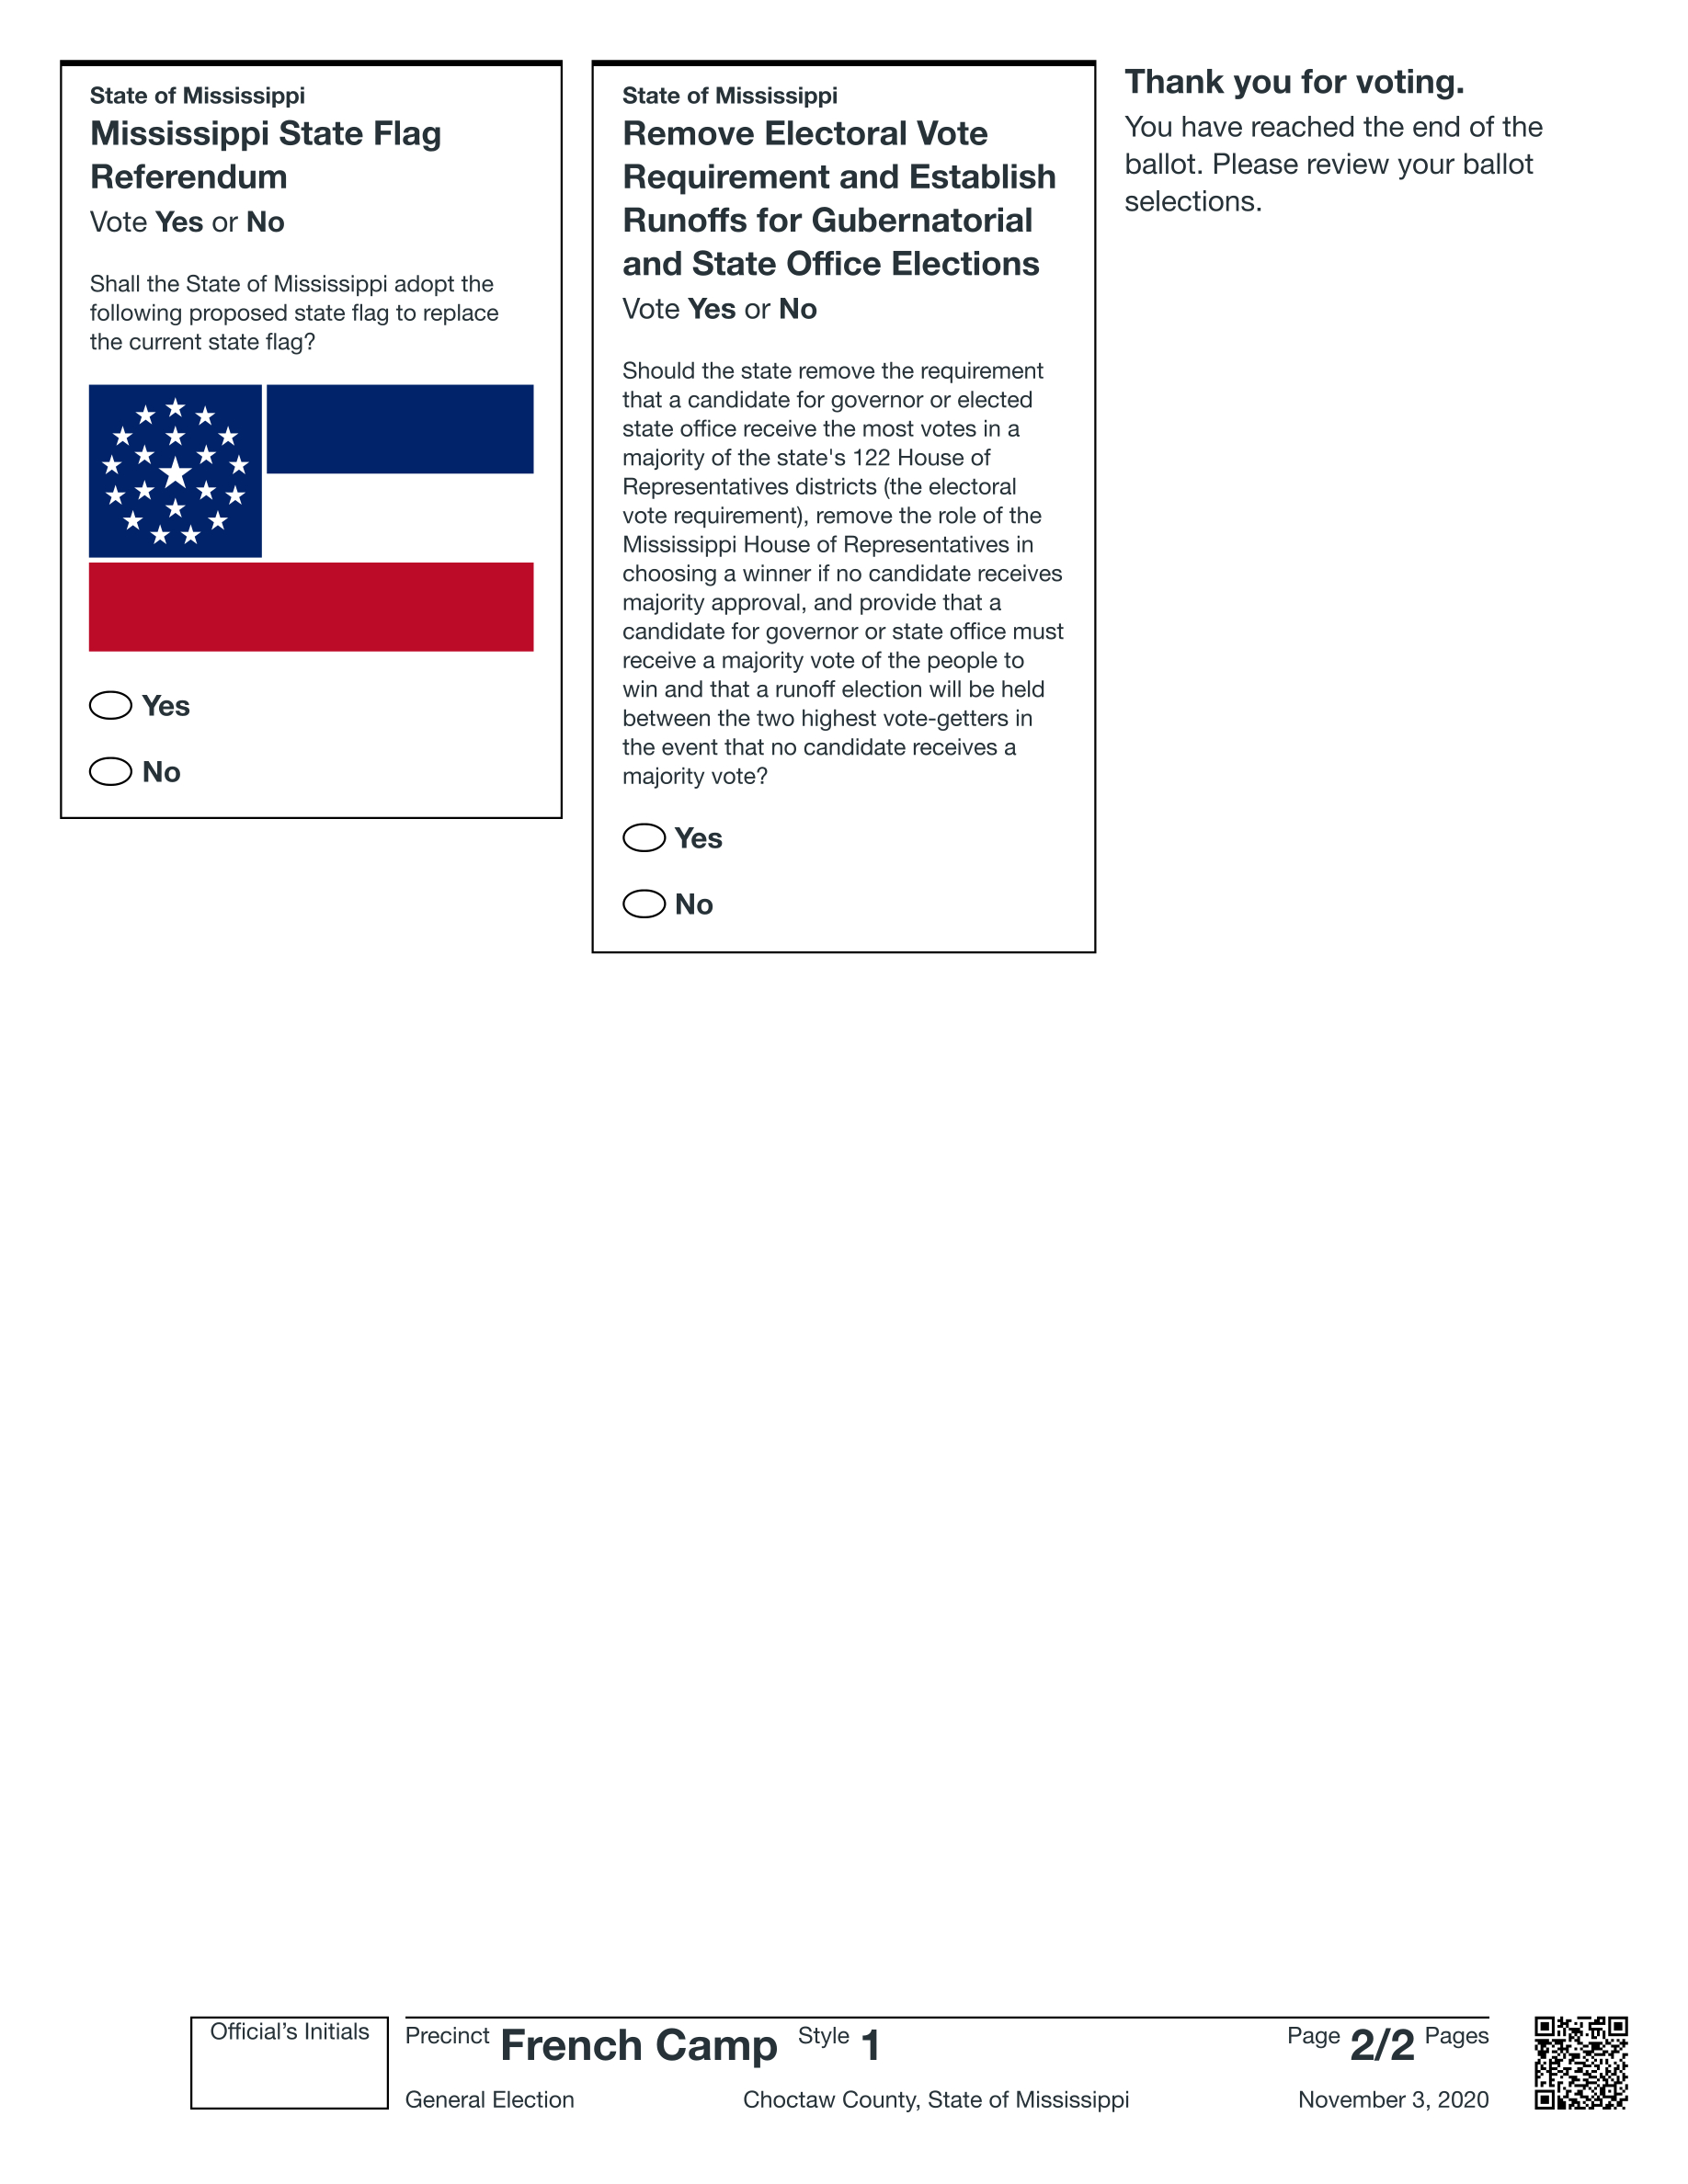 State of Mississippi
Mississippi State Flag
Referendum
Vote Yes or No
Shall the State of Mississippi adopt the
following proposed state flag to replace
the current state flag?
Yes
No
State of Mississippi
Remove Electoral Vote
Requirement and Establish
Runoffs for Gubernatorial
and State Office Elections
Vote Yes or No
Should the state remove the requirement
that a candidate for governor or elected
state office receive the most votes in a
majority of the state's 122 House of
Representatives districts (the electoral
vote requirement), remove the role of the
Mississippi House of Representatives in
choosing a winner if no candidate receives
majority approval, and provide that a
candidate for governor or state office must
receive a majority vote of the people to
win and that a runoff election will be held
between the two highest vote-getters in
the event that no candidate receives a
majority vote?
Yes
No
Thank you for voting.
You have reached the end of the
ballot. Please review your ballot
selections.
Official’s Initials
Precinct French Camp Style 1 Page 2/2 Pages
General Election Choctaw County, State of Mississippi November 3, 2020